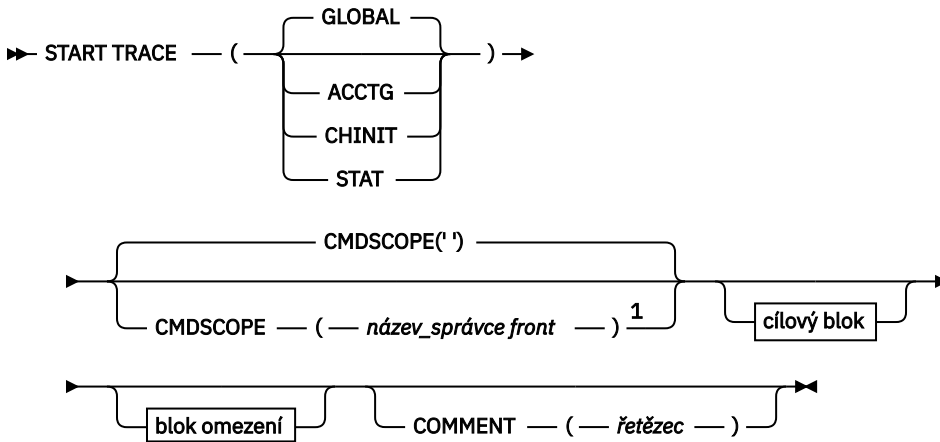 GLOBAL
START TRACE ( )
ACCTG
CHINIT
STAT
CMDSCOPE(' ')
CMDSCOPE ( název_správce front ) 1
cílový blok
blok omezení COMMENT ( řetězec )